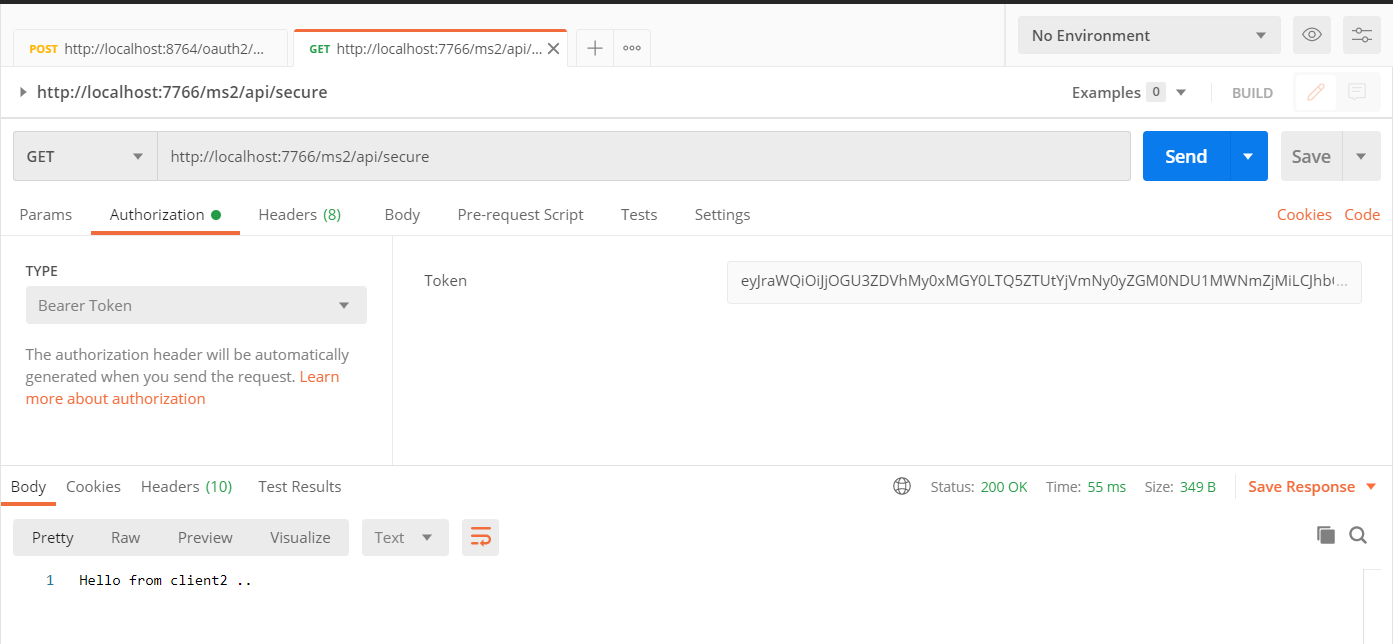 POST http://localhost:8764/oauth2/...
GET http://localhost:7766/ms2/api/...
No Environment
http://localhost:7766/ms2/api/secure
Examples 0
BUILD
GET
http://localhost:7766/ms2/api/secure
Send
Save
Params Authorization Headers (8) Body Pre-request Script Tests Settings Cookies Code
TYPE
Bearer Token
The authorization header will be automatically
generated when you send the request. Learn
more about authorization
Token
eyJraWQiOiJjOGU3ZDVhMy0xMGY0LTQ5ZTUtYjVmNy0yZGM0NDU1MWNmZjMiLCJhb...
Body Cookies Headers (10) Test Results Status: 200 OK Time: 55 ms Size: 349 B Save Response
Pretty Raw Preview Visualize Text
1 Hello from client2 ..